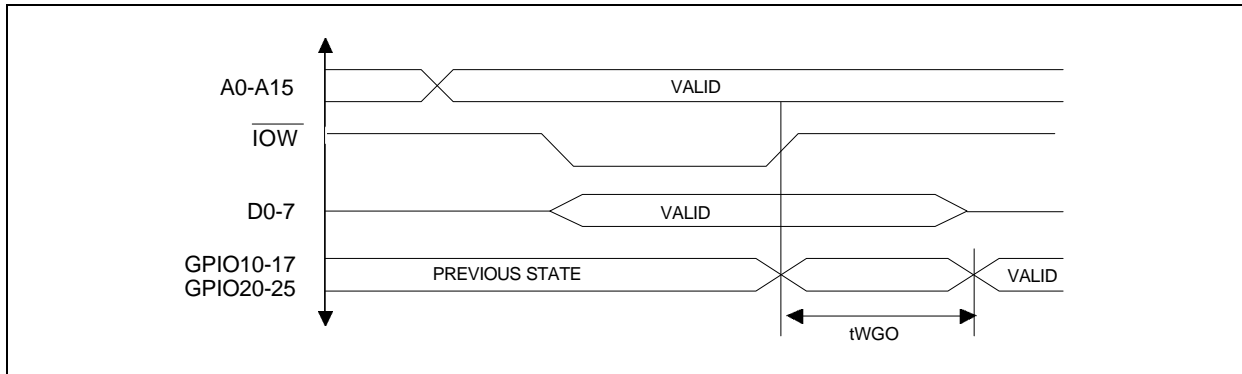 A0-A15
VALID
IOW
D0-7
VALID
GPIO10-17
GPIO20-25
PREVIOUS STATE
VALID
tWGO